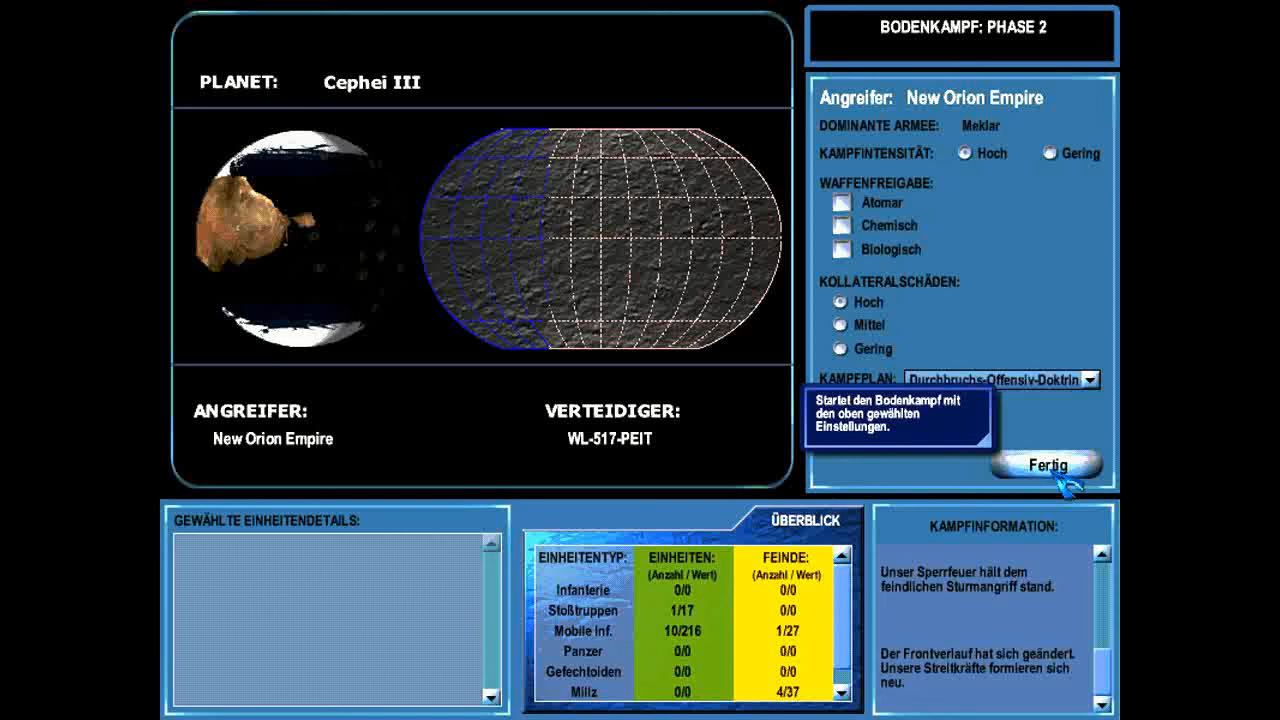 BODENKAMPF: PHASE 2
PLANET: Cephei III
ANGREIFER:
New Orion Empire
VERTEIDIGER:
WL-517-PEIT
Angreifer: New Orion Empire
DOMINANTE ARMEE: Meklar
KAMPFINTENSITÄT: Hoch Gering
WAFFENFREIGABE:
Atomar
Chemisch
Biologisch
KOLLATERALSCHÄDEN:
Hoch
Mittel
Gering
KAMPFPLAN: Durchbruchs-Offensiv-Doktrin
Startet den Bodenkampf mit
den oben gewählten
Einstellungen.
Fertig
GEWÄHLTE EINHEITENDETAILS:
ÜBERBLICK
EINHEITENTYP: EINHEITEN: FEINDE:
(Anzahl / Wert) (Anzahl / Wert)
Infanterie 0/0 0/0
Stoßtruppen 1/17 0/0
Mobile Inf. 10/216 1/27
Panzer 0/0 0/0
Gefechtoiden 0/0 0/0
Miliz 0/0 4/37
KAMPFINFORMATION:
Unser Sperrfeuer hält dem
feindlichen Sturmangriff stand.
Der Frontverlauf hat sich geändert.
Unsere Streitkräfte formieren sich
neu.